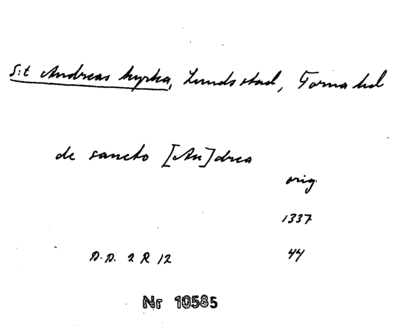 S:t Andreas kyrka, Lunds stad, Torna hd
de sancto [An]drea
orig.
1337
D.D. 2 R 12
44
Nr 10585